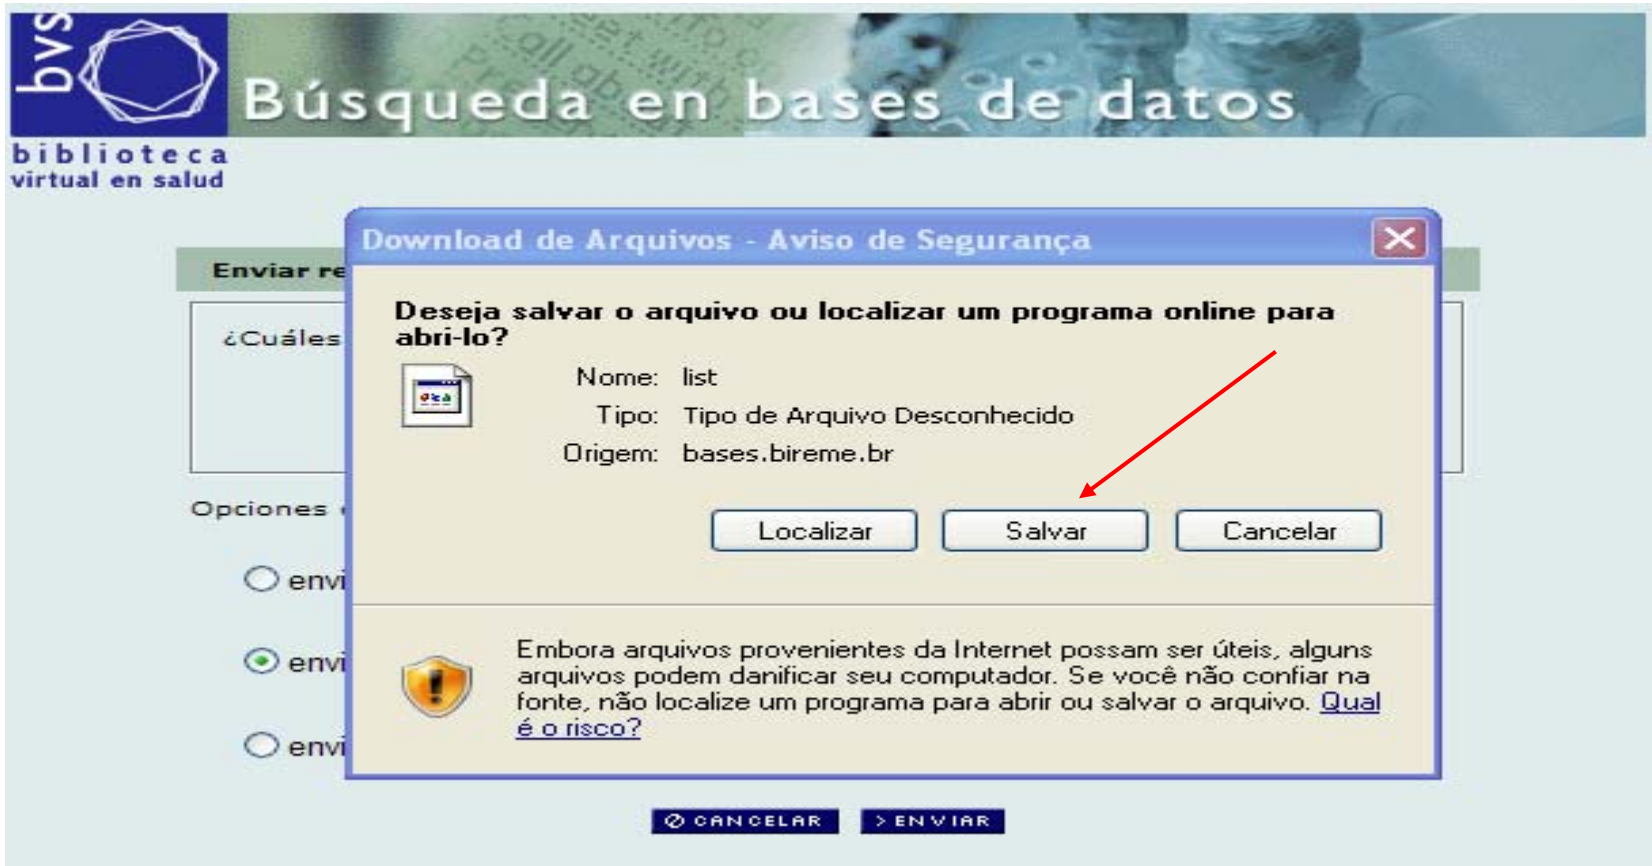 bvs
Búsqueda en bases de datos
biblioteca
virtual en salud
Download de Arquivos - Aviso de Segurança
Enviar re
Deseja salvar o arquivo ou localizar um programa online para
abri-lo?
¿Cuáles
Nome: list
Tipo: Tipo de Arquivo Desconhecido
Origem: bases.bireme.br
Opciones
Localizar Salvar Cancelar
envi
envi
envi
Embora arquivos provenientes da Internet possam ser úteis, alguns
arquivos podem danificar seu computador. Se você não confiar na
fonte, não localize um programa para abrir ou salvar o arquivo. Qual
é o risco?
CANCELAR >ENVIAR